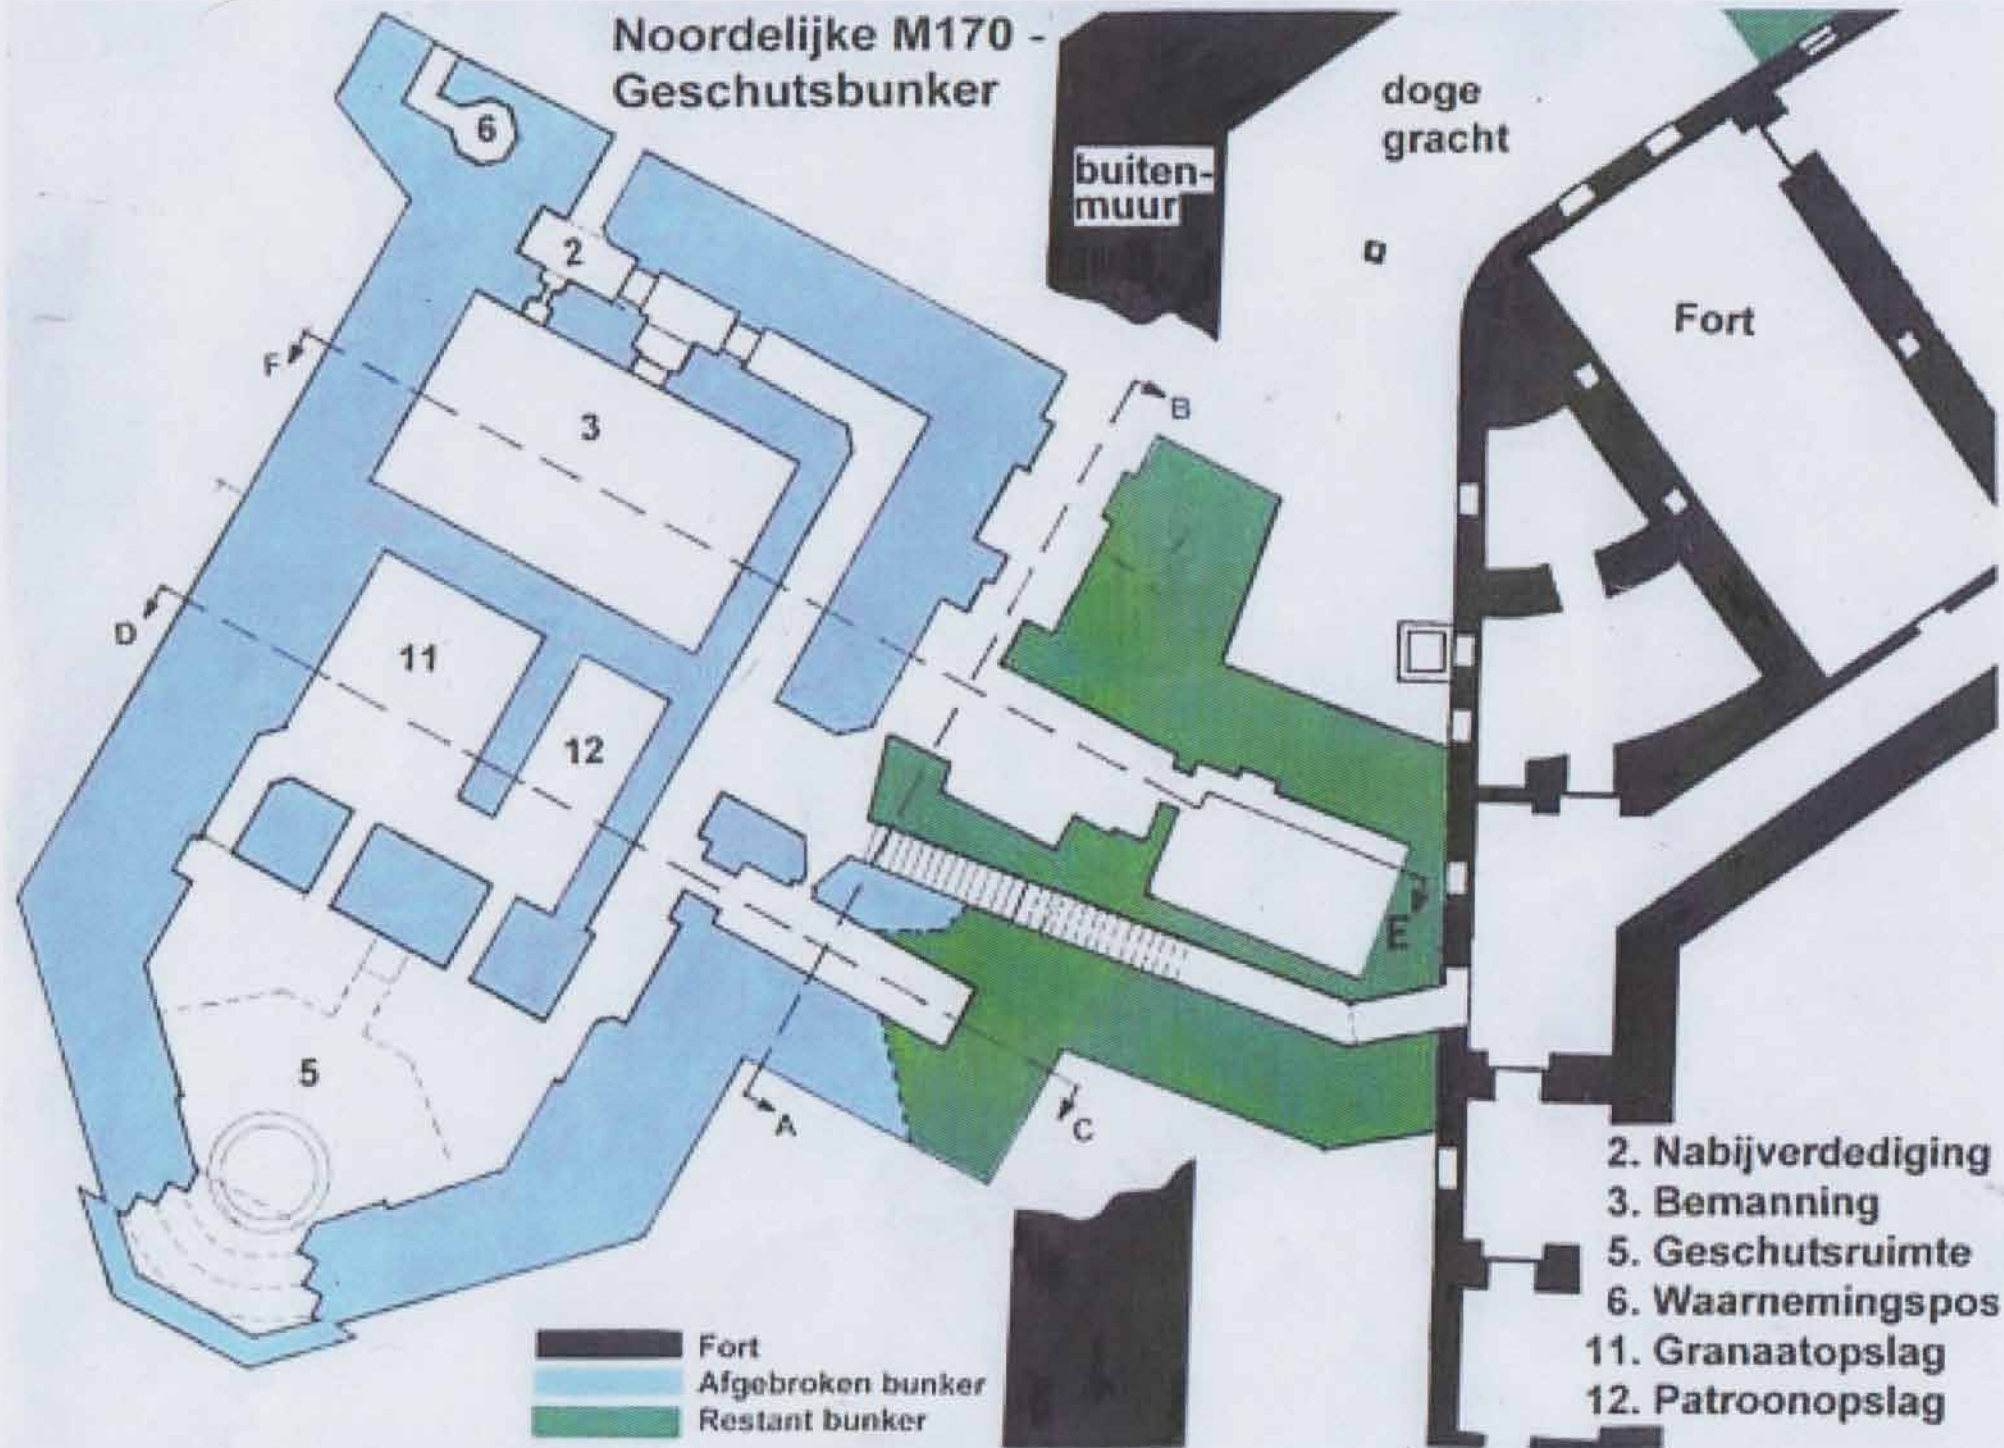 Noordelijke M170 -
Geschutsbunker
doge
gracht
buiten-
muur
6
2
Fort
F
3
B
D
11
12
E
5
A
C
2. Nabijverdediging
3. Bemanning
5. Geschutsruimte
6. Waarnemingspos
11. Granaatopslag
12. Patroonopslag
Fort
Afgebroken bunker
Restant bunker